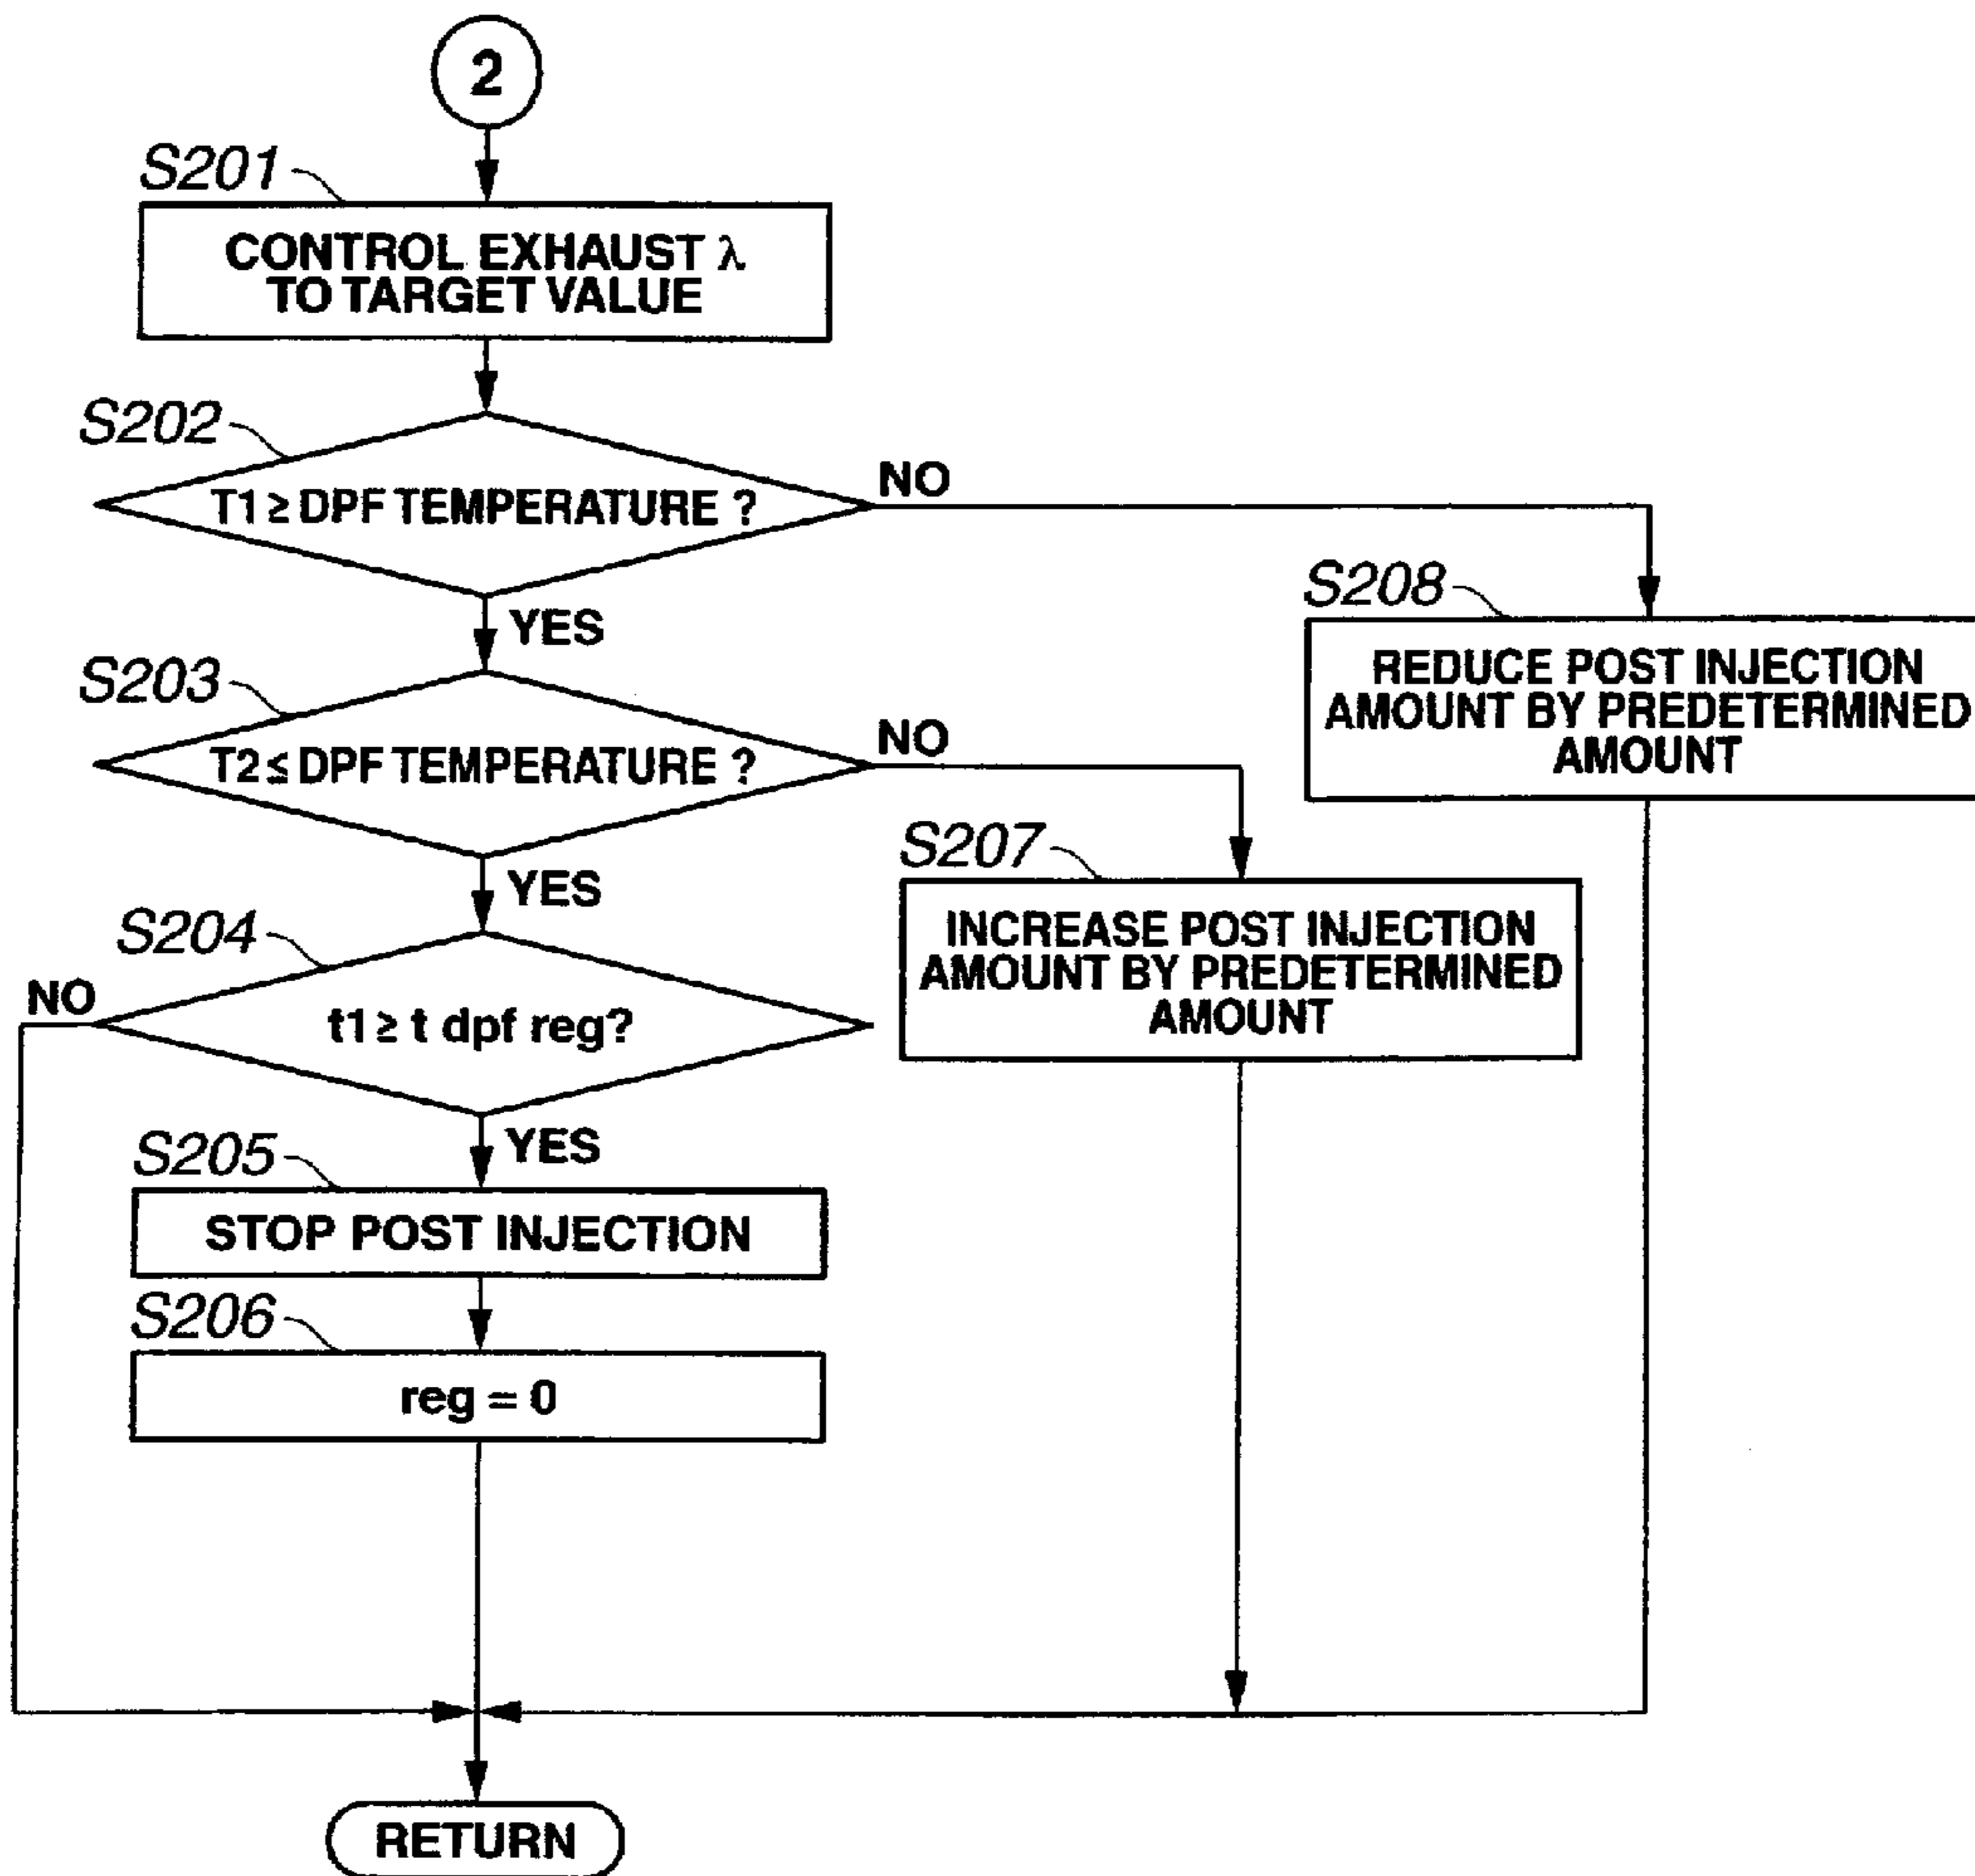 2
S201
CONTROL EXHAUST λ
TO TARGET VALUE
S202
T1 ≥ DPF TEMPERATURE ?
NO
YES
S208
REDUCE POST INJECTION
AMOUNT BY PREDETERMINED
AMOUNT
S203
T2 ≤ DPF TEMPERATURE ?
NO
YES
S207
INCREASE POST INJECTION
AMOUNT BY PREDETERMINED
AMOUNT
S204
NO
t1 ≥ t dpf reg?
YES
S205
STOP POST INJECTION
S206
reg = 0
RETURN